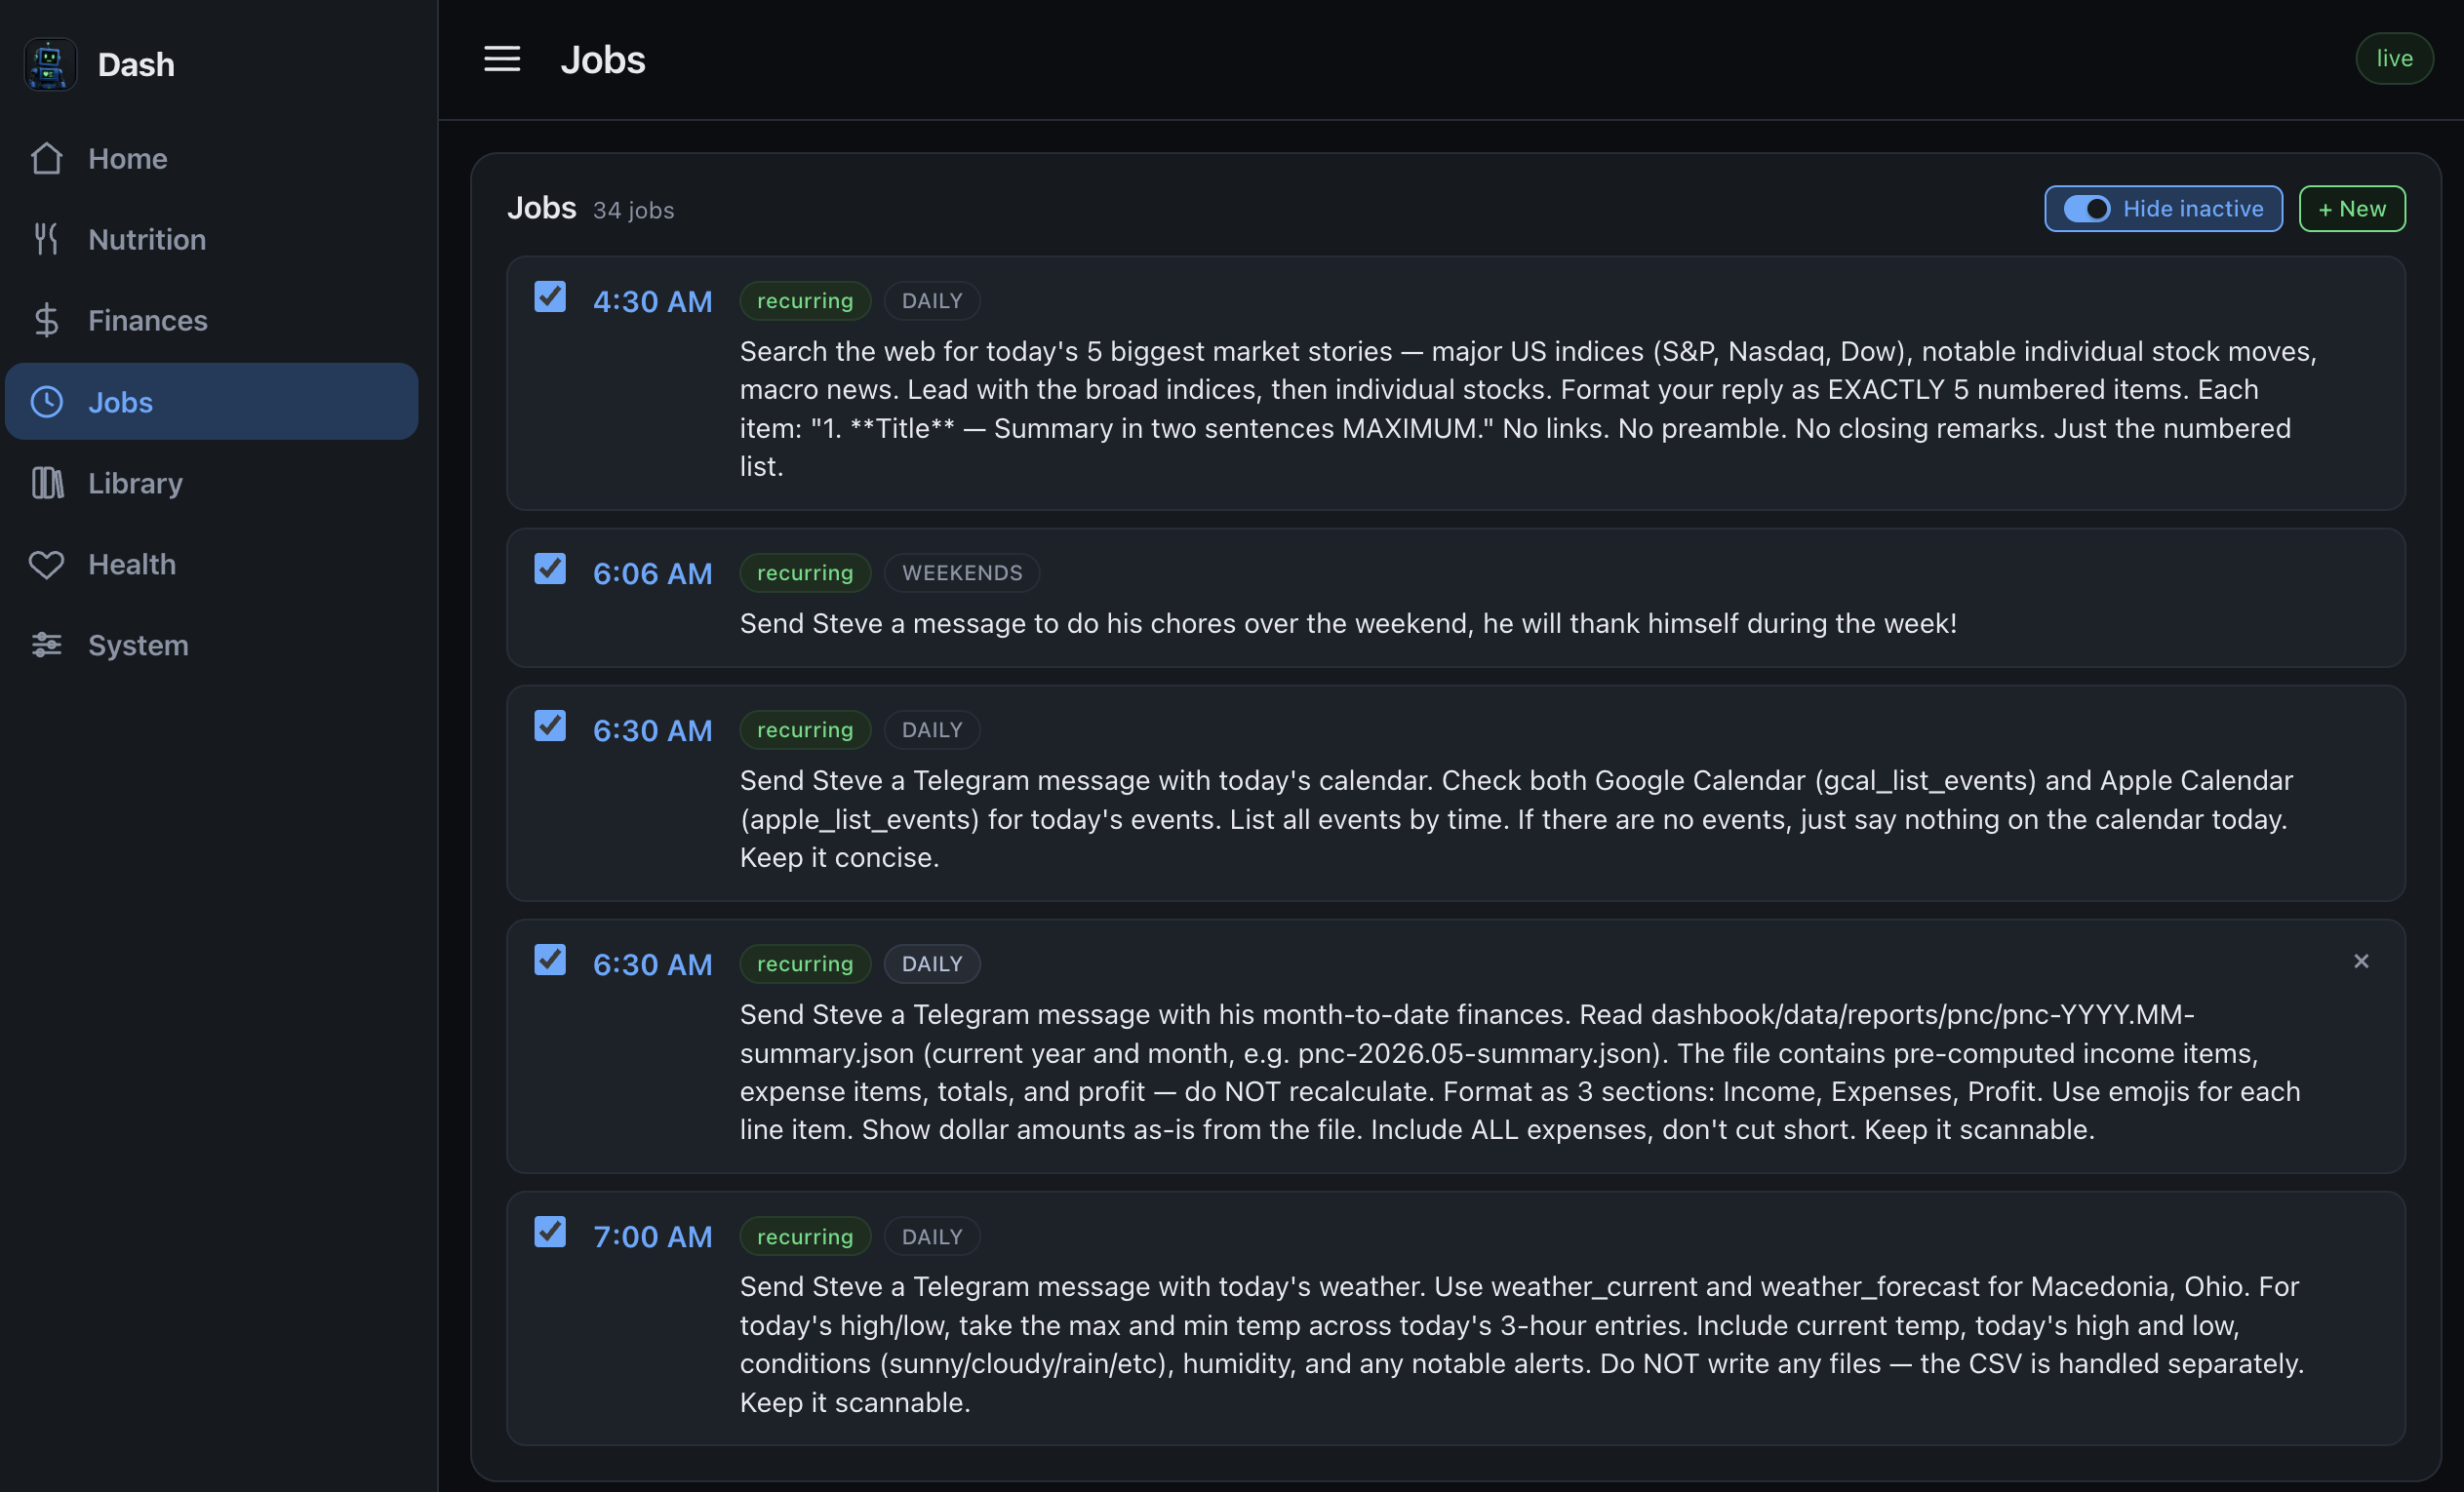 Dash
Home
Nutrition
Finances
Jobs
Library
Health
System
Jobs
live
Jobs 34 jobs
Hide inactive
+ New
4:30 AM recurring DAILY
Search the web for today's 5 biggest market stories — major US indices (S&P, Nasdaq, Dow), notable individual stock moves,
macro news. Lead with the broad indices, then individual stocks. Format your reply as EXACTLY 5 numbered items. Each
item: "1. **Title** — Summary in two sentences MAXIMUM." No links. No preamble. No closing remarks. Just the numbered
list.
6:06 AM recurring WEEKENDS
Send Steve a message to do his chores over the weekend, he will thank himself during the week!
6:30 AM recurring DAILY
Send Steve a Telegram message with today's calendar. Check both Google Calendar (gcal_list_events) and Apple Calendar
(apple_list_events) for today's events. List all events by time. If there are no events, just say nothing on the calendar today.
Keep it concise.
6:30 AM recurring DAILY ×
Send Steve a Telegram message with his month-to-date finances. Read dashbook/data/reports/pnc/pnc-YYYY.MM-
summary.json (current year and month, e.g. pnc-2026.05-summary.json). The file contains pre-computed income items,
expense items, totals, and profit — do NOT recalculate. Format as 3 sections: Income, Expenses, Profit. Use emojis for each
line item. Show dollar amounts as-is from the file. Include ALL expenses, don't cut short. Keep it scannable.
7:00 AM recurring DAILY
Send Steve a Telegram message with today's weather. Use weather_current and weather_forecast for Macedonia, Ohio. For
today's high/low, take the max and min temp across today's 3-hour entries. Include current temp, today's high and low,
conditions (sunny/cloudy/rain/etc), humidity, and any notable alerts. Do NOT write any files — the CSV is handled separately.
Keep it scannable.